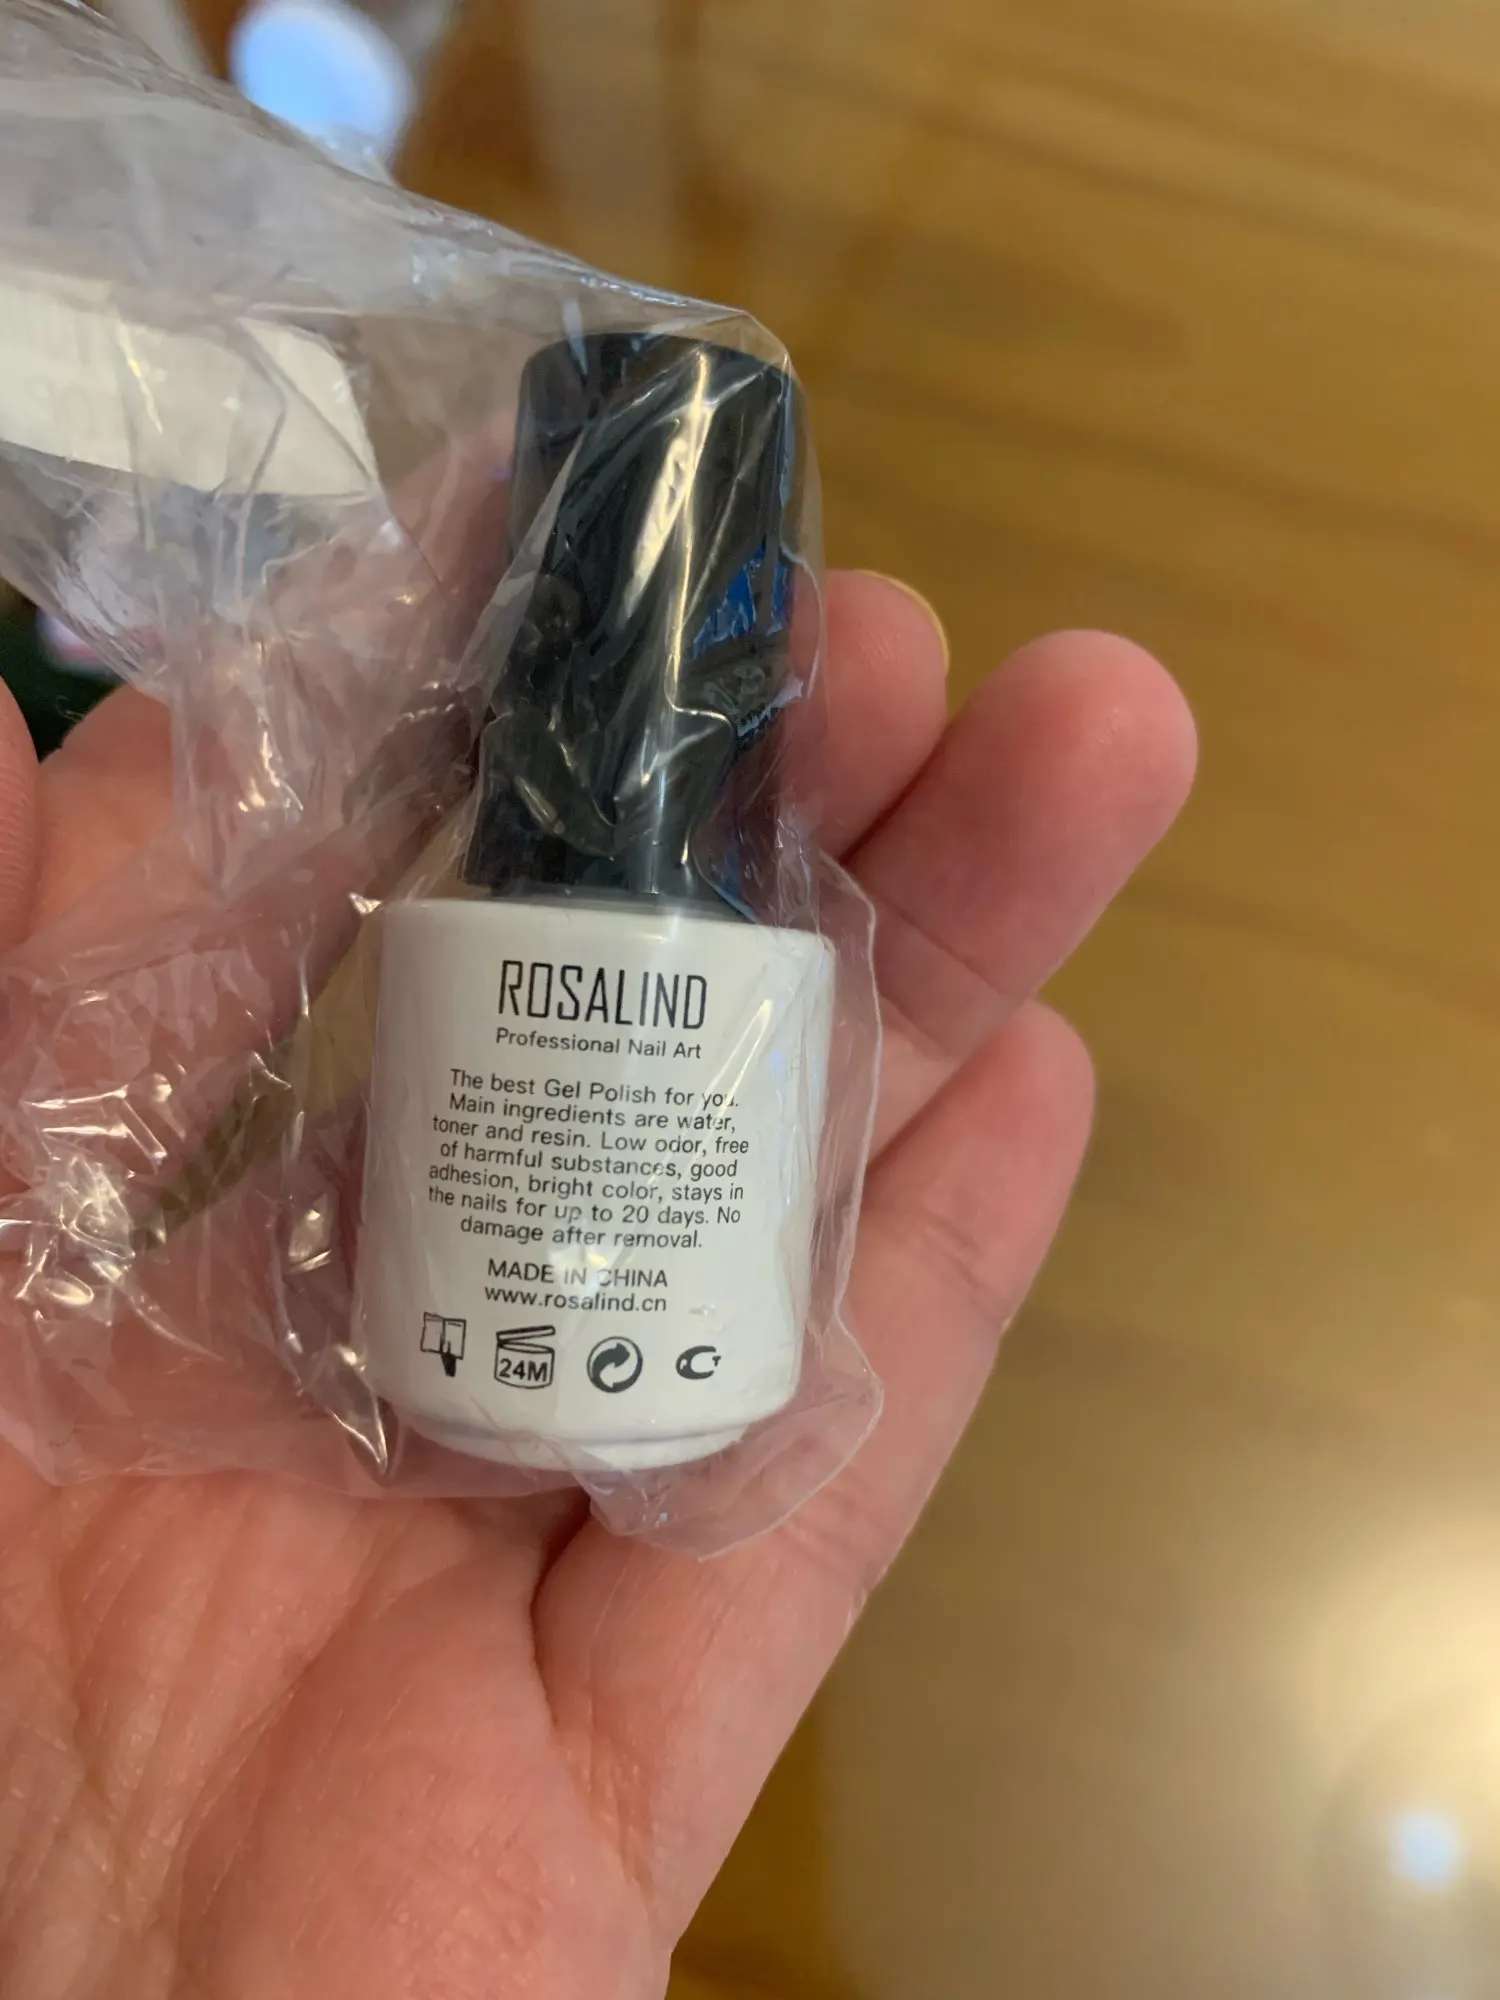 ROSALIND
Professional Nail Art
The best Gel Polish for you.
Main ingredients are water,
toner and resin. Low odor, free
of harmful substances, good
adhesion, bright color, stays in
the nails for up to 20 days. No
damage after removal.
MADE IN CHINA
www.rosalind.cn
24M